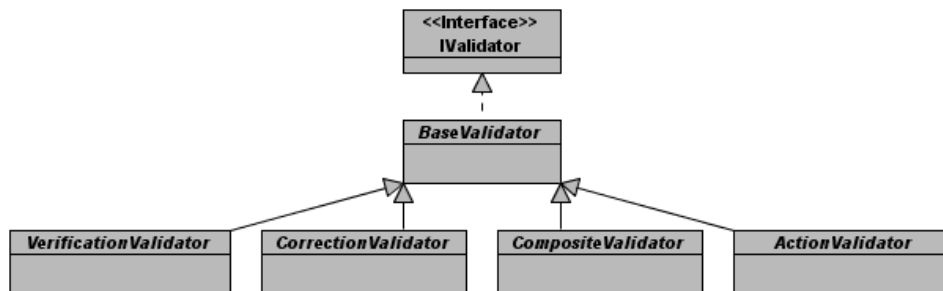 <<Interface>>
IValidator
BaseValidator
VerificationValidator
CorrectionValidator
CompositeValidator
ActionValidator